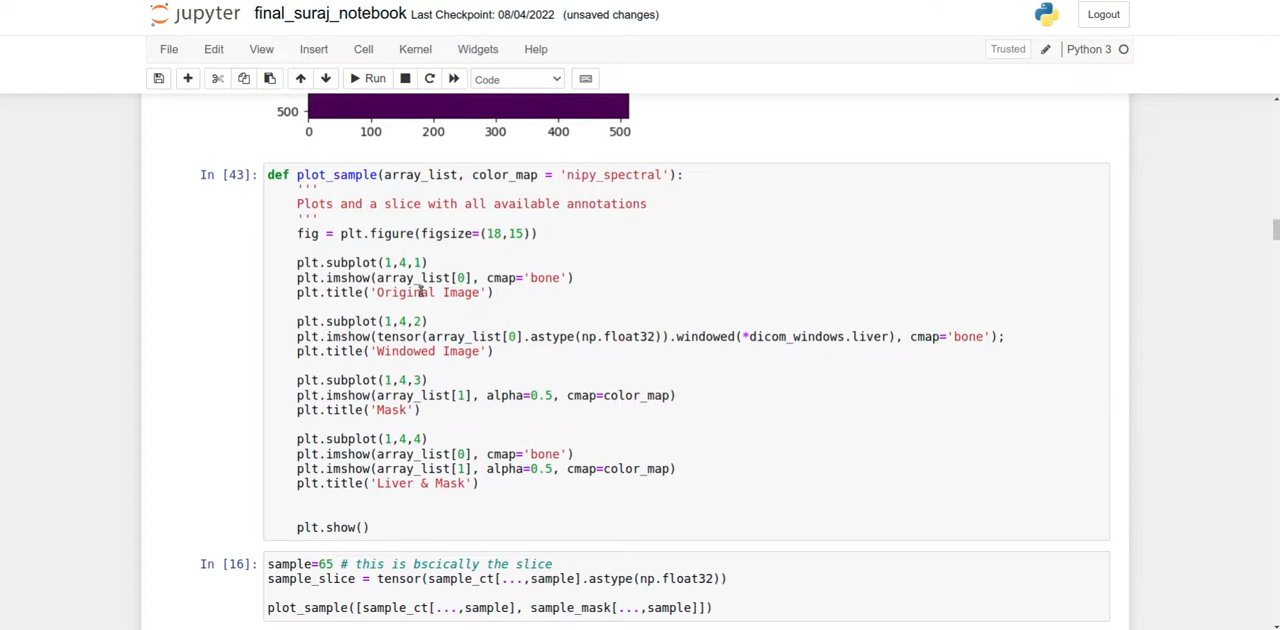 jupyter final_suraj_notebook Last Checkpoint: 08/04/2022 (unsaved changes) Logout
File Edit View Insert Cell Kernel Widgets Help Trusted Python 3
Run Code
500
0 100 200 300 400 500
In [43]: def plot_sample(array_list, color_map = 'nipy_spectral'):
'''
Plots and a slice with all available annotations
'''
fig = plt.figure(figsize=(18,15))
plt.subplot(1,4,1)
plt.imshow(array_list[0], cmap='bone')
plt.title('Original Image')
plt.subplot(1,4,2)
plt.imshow(tensor(array_list[0].astype(np.float32)).windowed(*dicom_windows.liver), cmap='bone');
plt.title('Windowed Image')
plt.subplot(1,4,3)
plt.imshow(array_list[1], alpha=0.5, cmap=color_map)
plt.title('Mask')
plt.subplot(1,4,4)
plt.imshow(array_list[0], cmap='bone')
plt.imshow(array_list[1], alpha=0.5, cmap=color_map)
plt.title('Liver & Mask')
plt.show()
In [16]: sample=65 # this is bscically the slice
sample_slice = tensor(sample_ct[...,sample].astype(np.float32))
plot_sample([sample_ct[...,sample], sample_mask[...,sample]])